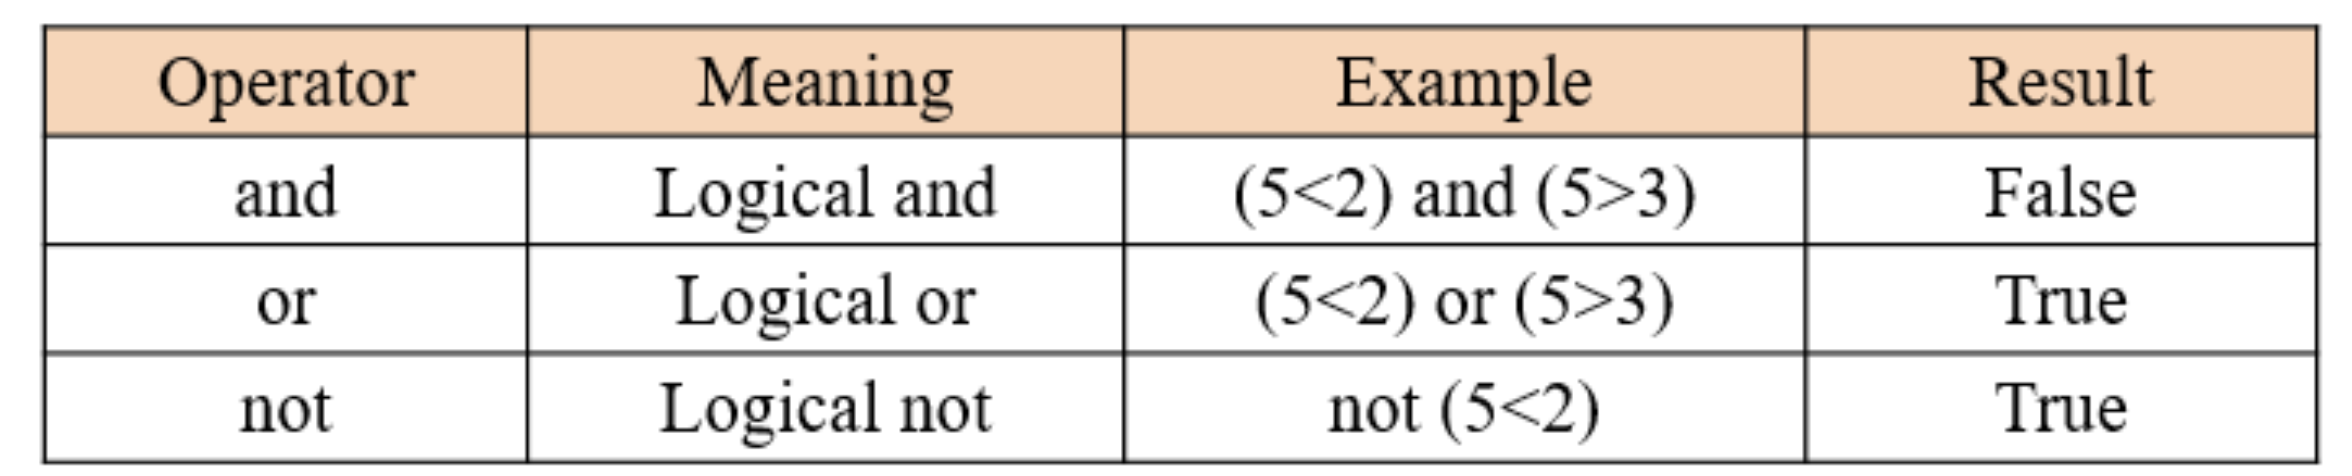 Operator Meaning Example Result
and Logical and (5<2) and (5>3) False
or Logical or (5<2) or (5>3) True
not Logical not not (5<2) True